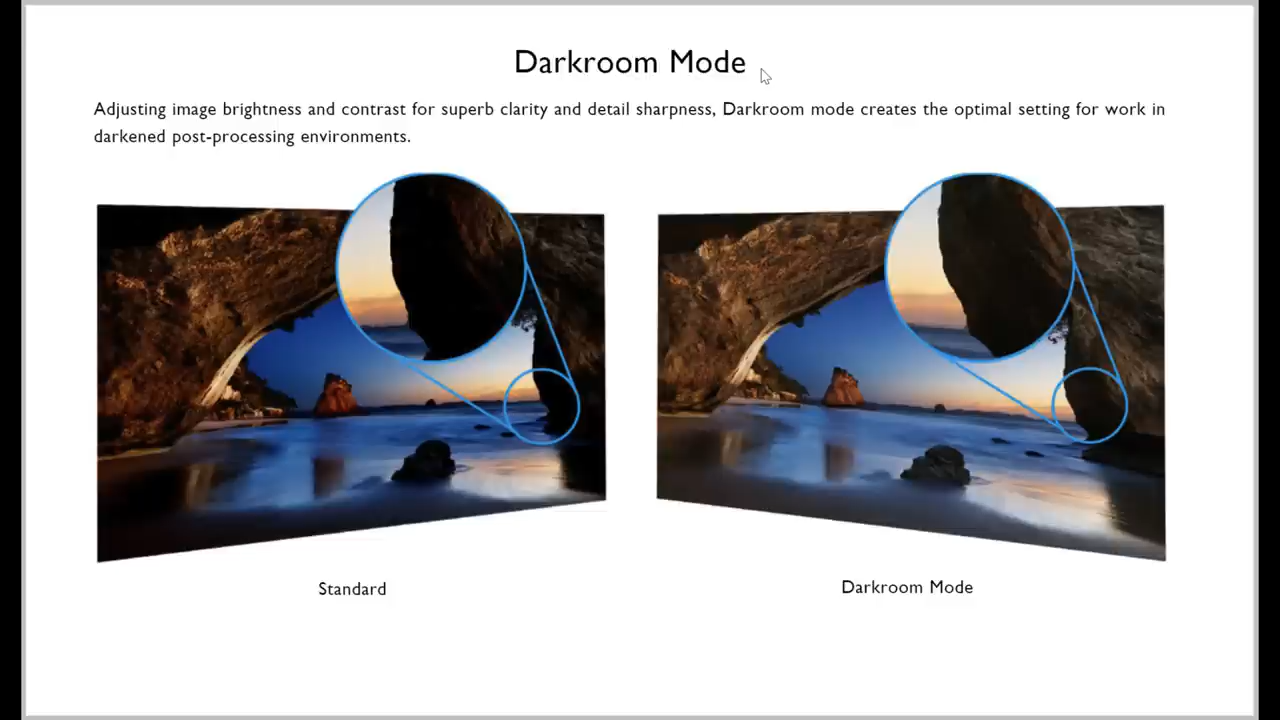 Darkroom Mode
Adjusting image brightness and contrast for superb clarity and detail sharpness, Darkroom mode creates the optimal setting for work in
darkened post-processing environments.
Standard
Darkroom Mode